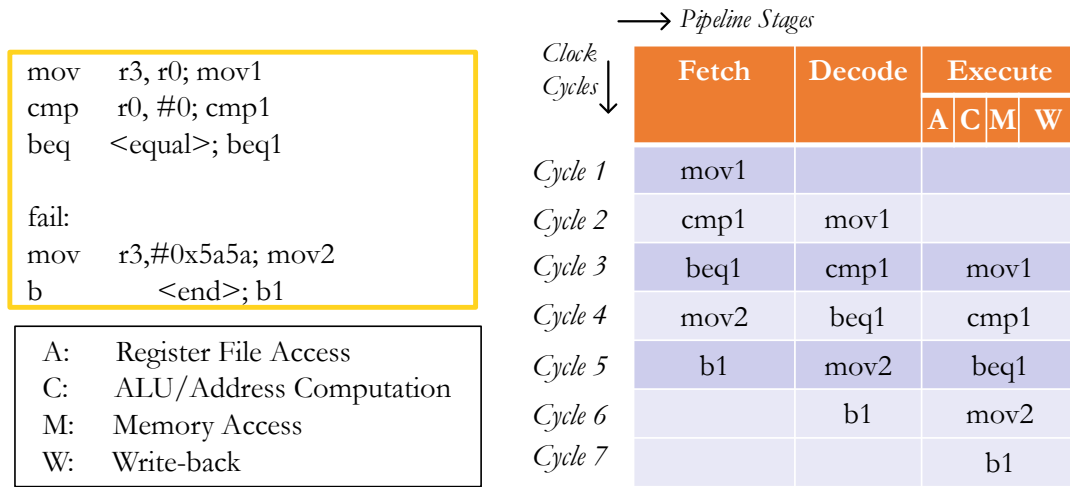 mov r3, r0; mov1
cmp r0, #0; cmp1
beq <equal>; beq1
fail:
mov r3,#0x5a5a; mov2
b <end>; b1
A: Register File Access
C: ALU/Address Computation
M: Memory Access
W: Write-back
Pipeline Stages
Clock
Cycles
Fetch Decode Execute
A C M W
Cycle 1 mov1
Cycle 2 cmp1 mov1
Cycle 3 beq1 cmp1 mov1
Cycle 4 mov2 beq1 cmp1
Cycle 5 b1 mov2 beq1
Cycle 6 b1 mov2
Cycle 7 b1